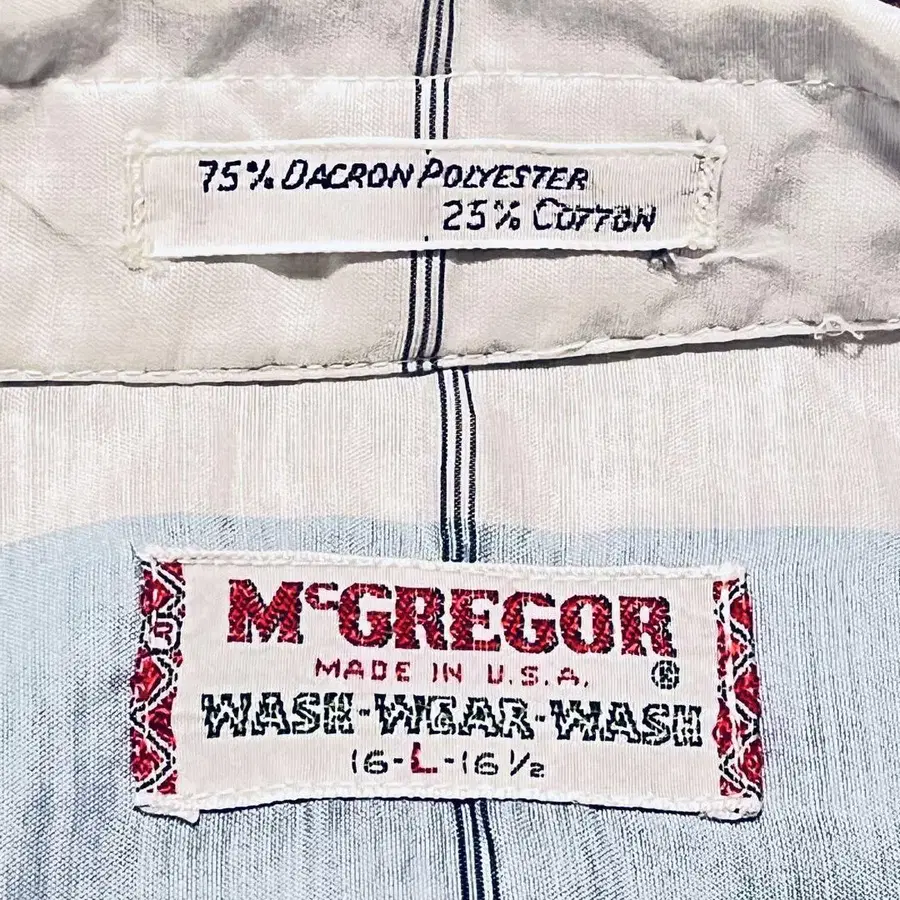 75% DACRON POLYESTER
25% COTTON
McGREGOR
MADE IN U.S.A. ®
WASH-WEAR-WASH
16-L-16½